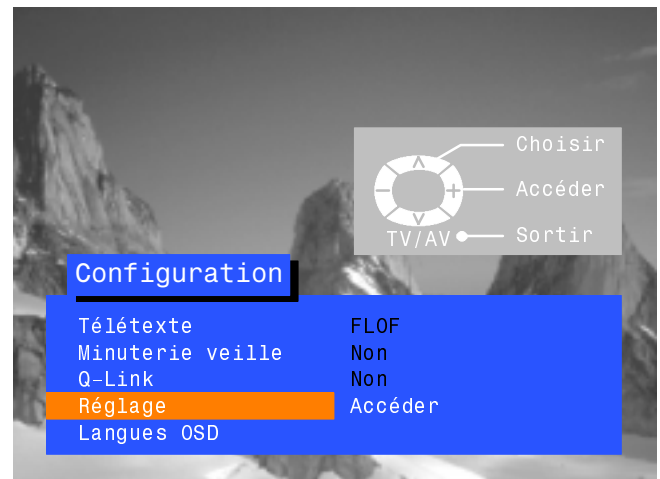 Choisir
Accéder
TV/AV Sortir
Configuration
Télétexte FLOF
Minuterie veille Non
Q-Link Non
Réglage Accéder
Langues OSD